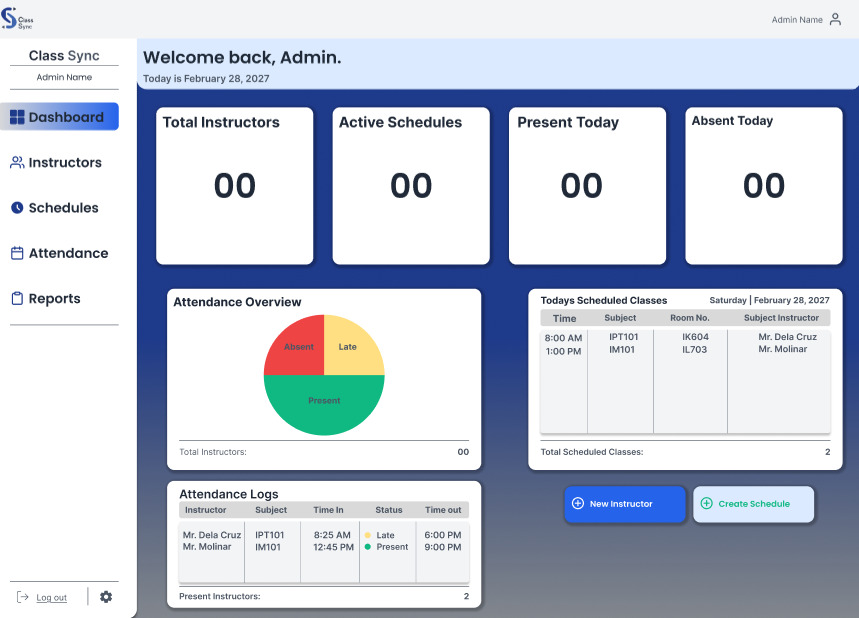 Class
Sync
Admin Name
Class Sync
Admin Name
Dashboard
Instructors
Schedules
Attendance
Reports
Log out
Welcome back, Admin.
Today is February 28, 2027
Total Instructors
00
Active Schedules
00
Present Today
00
Absent Today
00
Attendance Overview
Absent
Late
Present
Total Instructors: 00
Todays Scheduled Classes Saturday | February 28, 2027
Time Subject Room No. Subject Instructor
8:00 AM IPT101 IK604 Mr. Dela Cruz
1:00 PM IM101 IL703 Mr. Molinar
Total Scheduled Classes: 2
Attendance Logs
Instructor Subject Time In Status Time out
Mr. Dela Cruz IPT101 8:25 AM Late 6:00 PM
Mr. Molinar IM101 12:45 PM Present 9:00 PM
Present Instructors: 2
New Instructor
Create Schedule